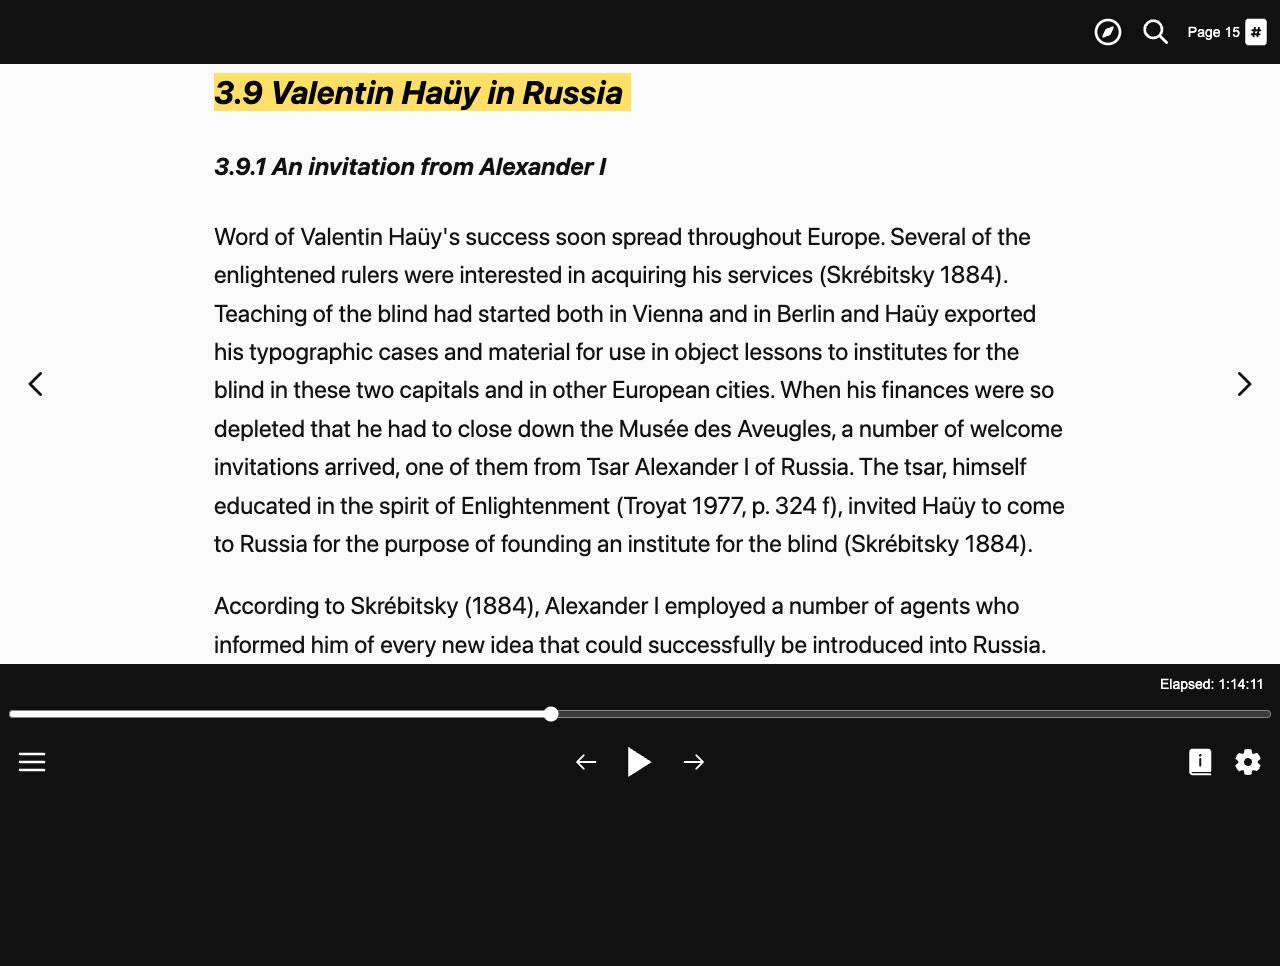 Page 15 #
3.9 Valentin Haüy in Russia
3.9.1 An invitation from Alexander I
Word of Valentin Haüy's success soon spread throughout Europe. Several of the
enlightened rulers were interested in acquiring his services (Skrébitsky 1884).
Teaching of the blind had started both in Vienna and in Berlin and Haüy exported
his typographic cases and material for use in object lessons to institutes for the
blind in these two capitals and in other European cities. When his finances were so
depleted that he had to close down the Musée des Aveugles, a number of welcome
invitations arrived, one of them from Tsar Alexander I of Russia. The tsar, himself
educated in the spirit of Enlightenment (Troyat 1977, p. 324 f), invited Haüy to come
to Russia for the purpose of founding an institute for the blind (Skrébitsky 1884).
According to Skrébitsky (1884), Alexander I employed a number of agents who
informed him of every new idea that could successfully be introduced into Russia.
Elapsed: 1:14:11